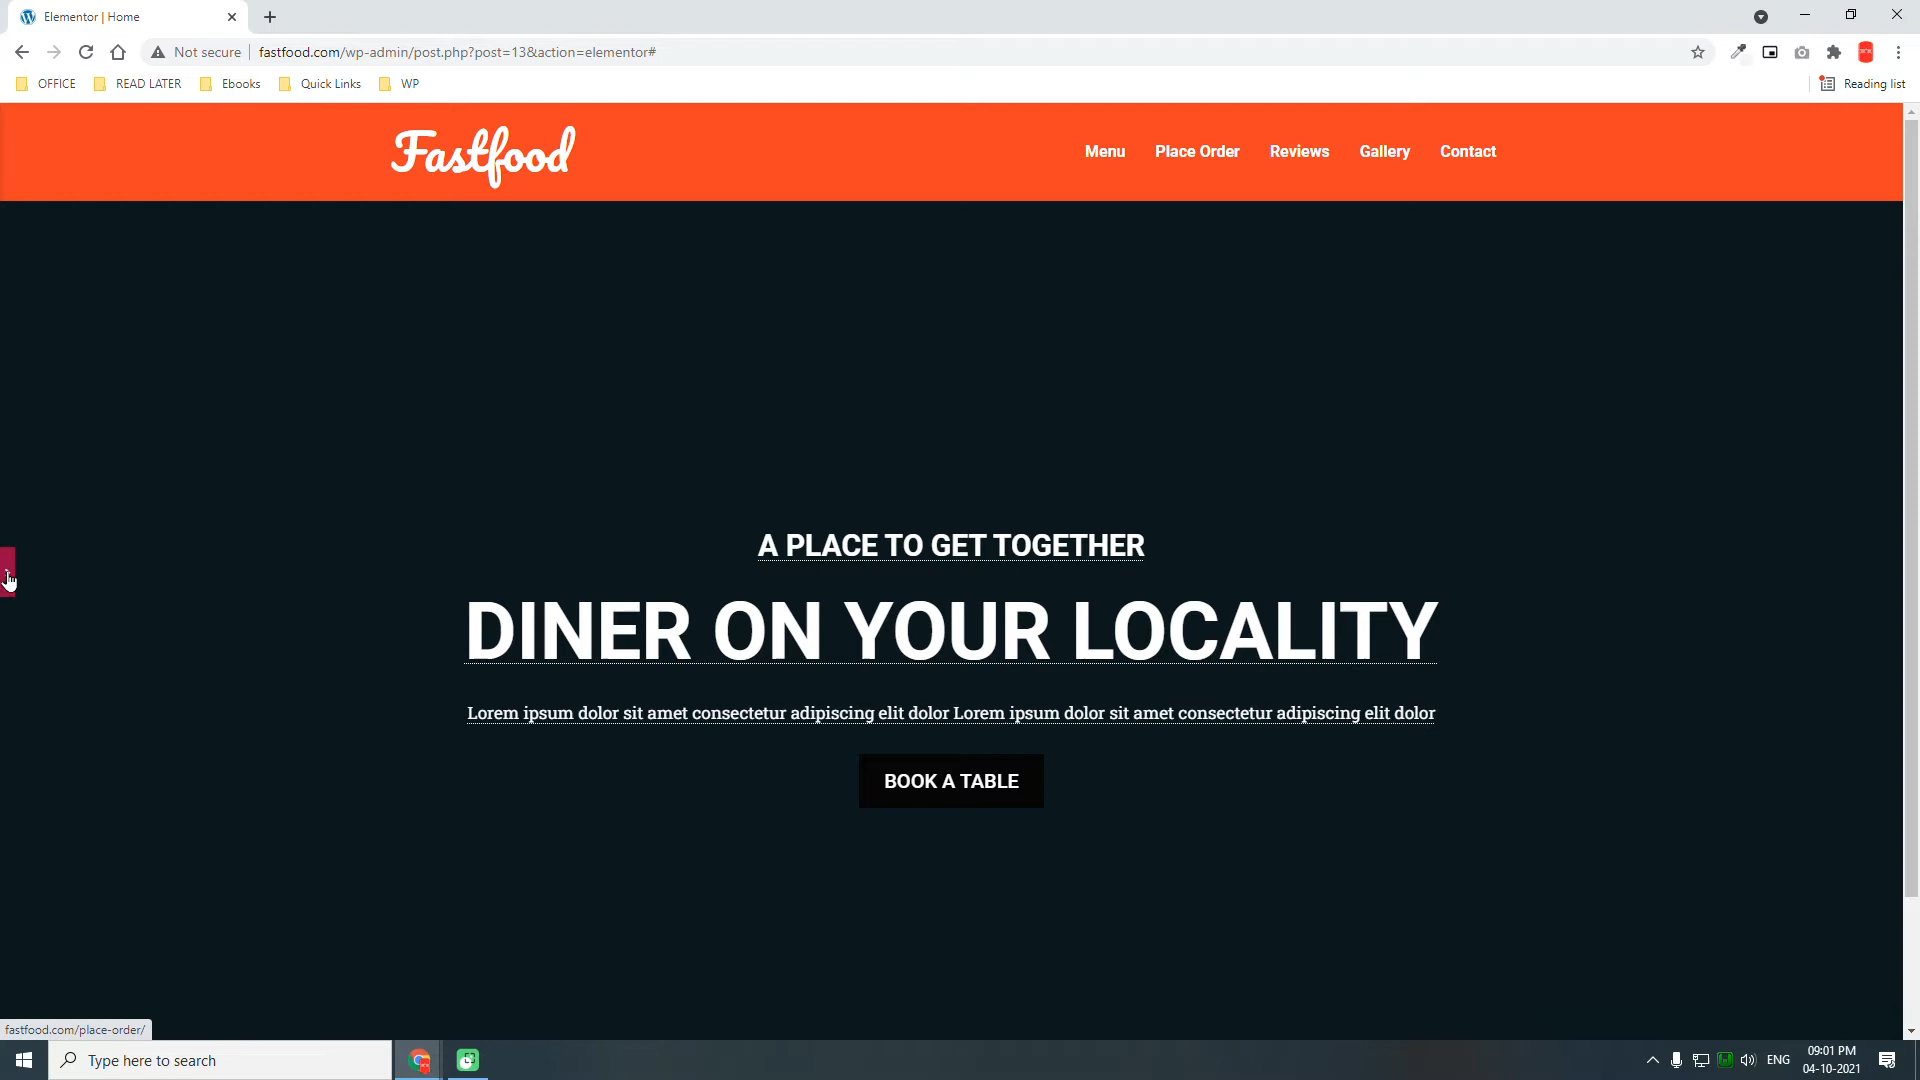 Elementor | Home
Not secure
fastfood.com/wp-admin/post.php?post=13&action=elementor#
OFFICE
READ LATER
Ebooks
Quick Links
WP
Reading list
Fastfood
Menu
Place Order
Reviews
Gallery
Contact
A PLACE TO GET TOGETHER
DINER ON YOUR LOCALITY
Lorem ipsum dolor sit amet consectetur adipiscing elit dolor Lorem ipsum dolor sit amet consectetur adipiscing elit dolor
BOOK A TABLE
fastfood.com/place-order/
Type here to search
ENG
09:01 PM
04-10-2021